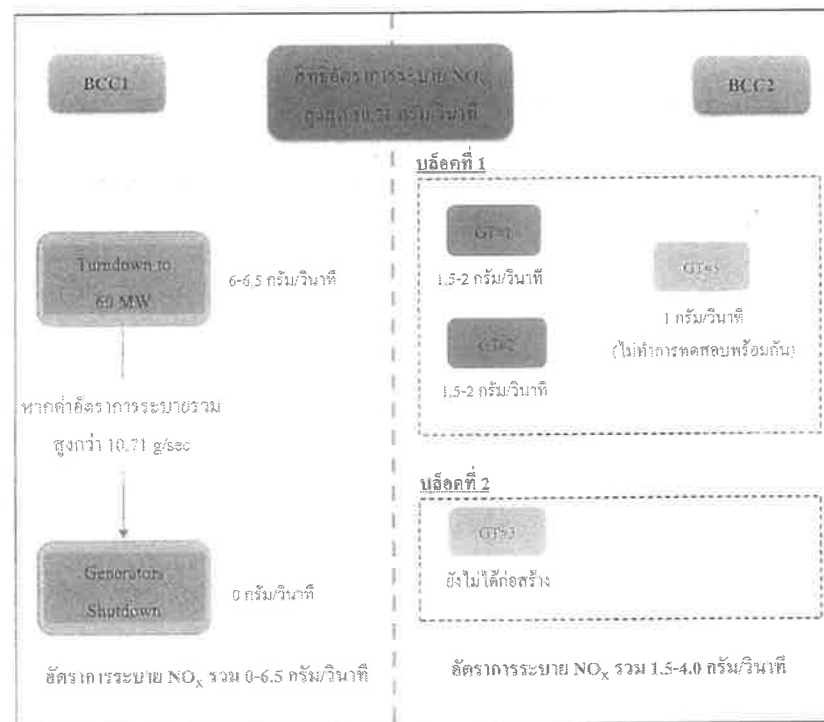 BCC1
สิทธิอัตราการระบาย NOx
สูงสุด 10.71 กรัม/วินาที
BCC2
บล็อคที่ 1
GT#1
1.5-2 กรัม/วินาที
GT#2
1.5-2 กรัม/วินาที
1 กรัม/วินาที
(ไม่ทำการทดสอบพร้อมกัน)
Turndown to
60 MW
6-6.5 กรัม/วินาที
หากค่าอัตราการระบายรวม
สูงกว่า 10.71 g/sec
Generators
Shutdown
0 กรัม/วินาที
อัตราการระบาย NOX รวม 0-6.5 กรัม/วินาที
บล็อคที่ 2
GT#3
ยังไม่ได้ก่อสร้าง
อัตราการระบาย NOX รวม 1.5-4.0 กรัม/วินาที